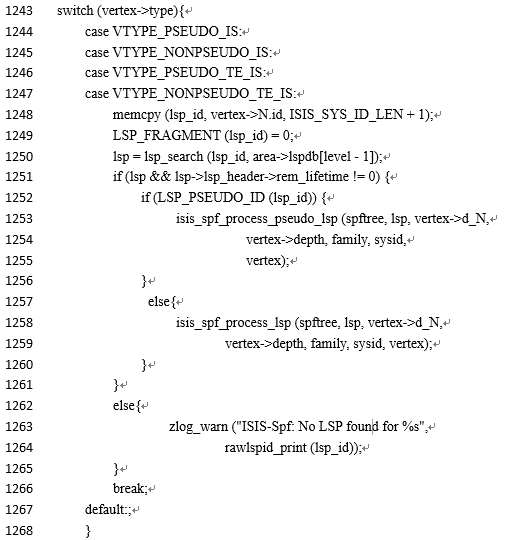 1243 switch (vertex->type){↵
1244 case VTYPE_PSEUDO_IS:↵
1245 case VTYPE_NONPSEUDO_IS:↵
1246 case VTYPE_PSEUDO_TE_IS:↵
1247 case VTYPE_NONPSEUDO_TE_IS:↵
1248 memcpy (lsp_id, vertex->N.id, ISIS_SYS_ID_LEN + 1);↵
1249 LSP_FRAGMENT (lsp_id) = 0;↵
1250 lsp = lsp_search (lsp_id, area->lspdb[level - 1]);↵
1251 if (lsp && lsp->lsp_header->rem_lifetime != 0) {↵
1252 if (LSP_PSEUDO_ID (lsp_id)) {↵
1253 isis_spf_process_pseudo_lsp (spftree, lsp, vertex->d_N,↵
1254 vertex->depth, family, sysid,↵
1255 vertex);↵
1256 }↵
1257 else{↵
1258 isis_spf_process_lsp (spftree, lsp, vertex->d_N,↵
1259 vertex->depth, family, sysid, vertex);↵
1260 }↵
1261 }↵
1262 else{↵
1263 zlog_warn ("ISIS-Spf: No LSP found for %s",↵
1264 rawlspid_print (lsp_id));↵
1265 }↵
1266 break;↵
1267 default:;↵
1268 }↵